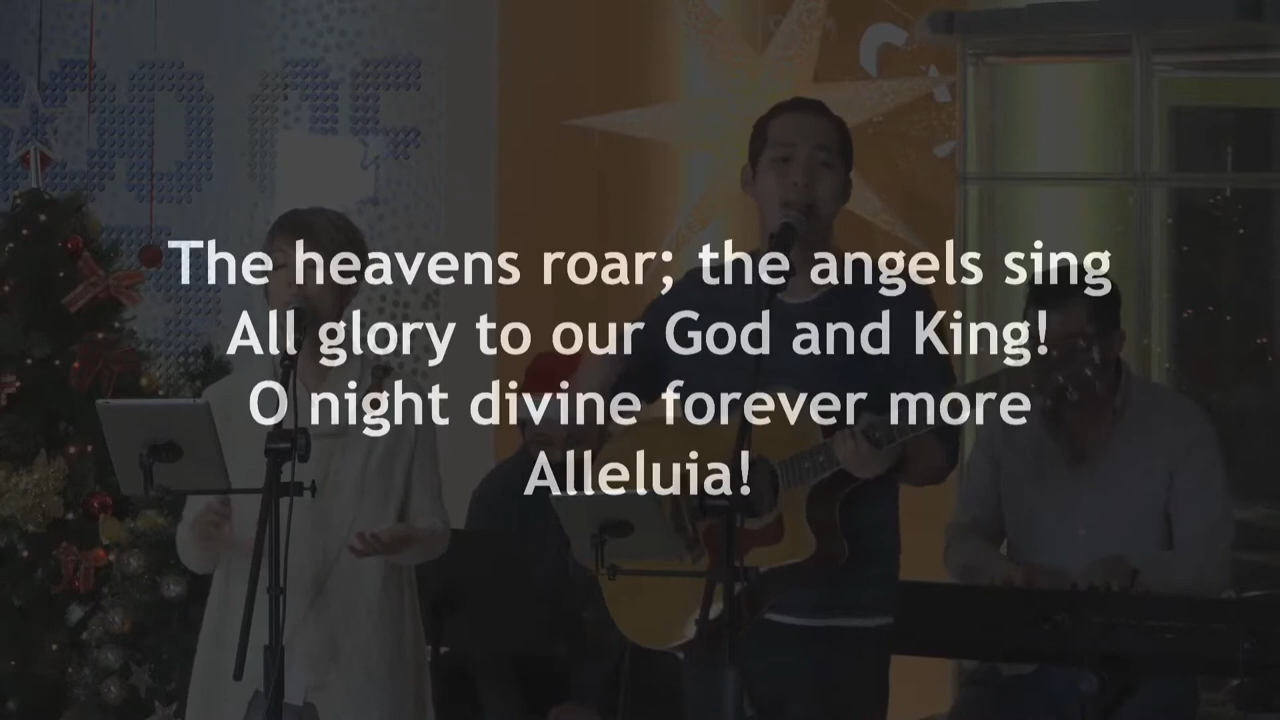 The heavens roar; the angels sing
All glory to our God and King!
O night divine forever more
Alleluia!